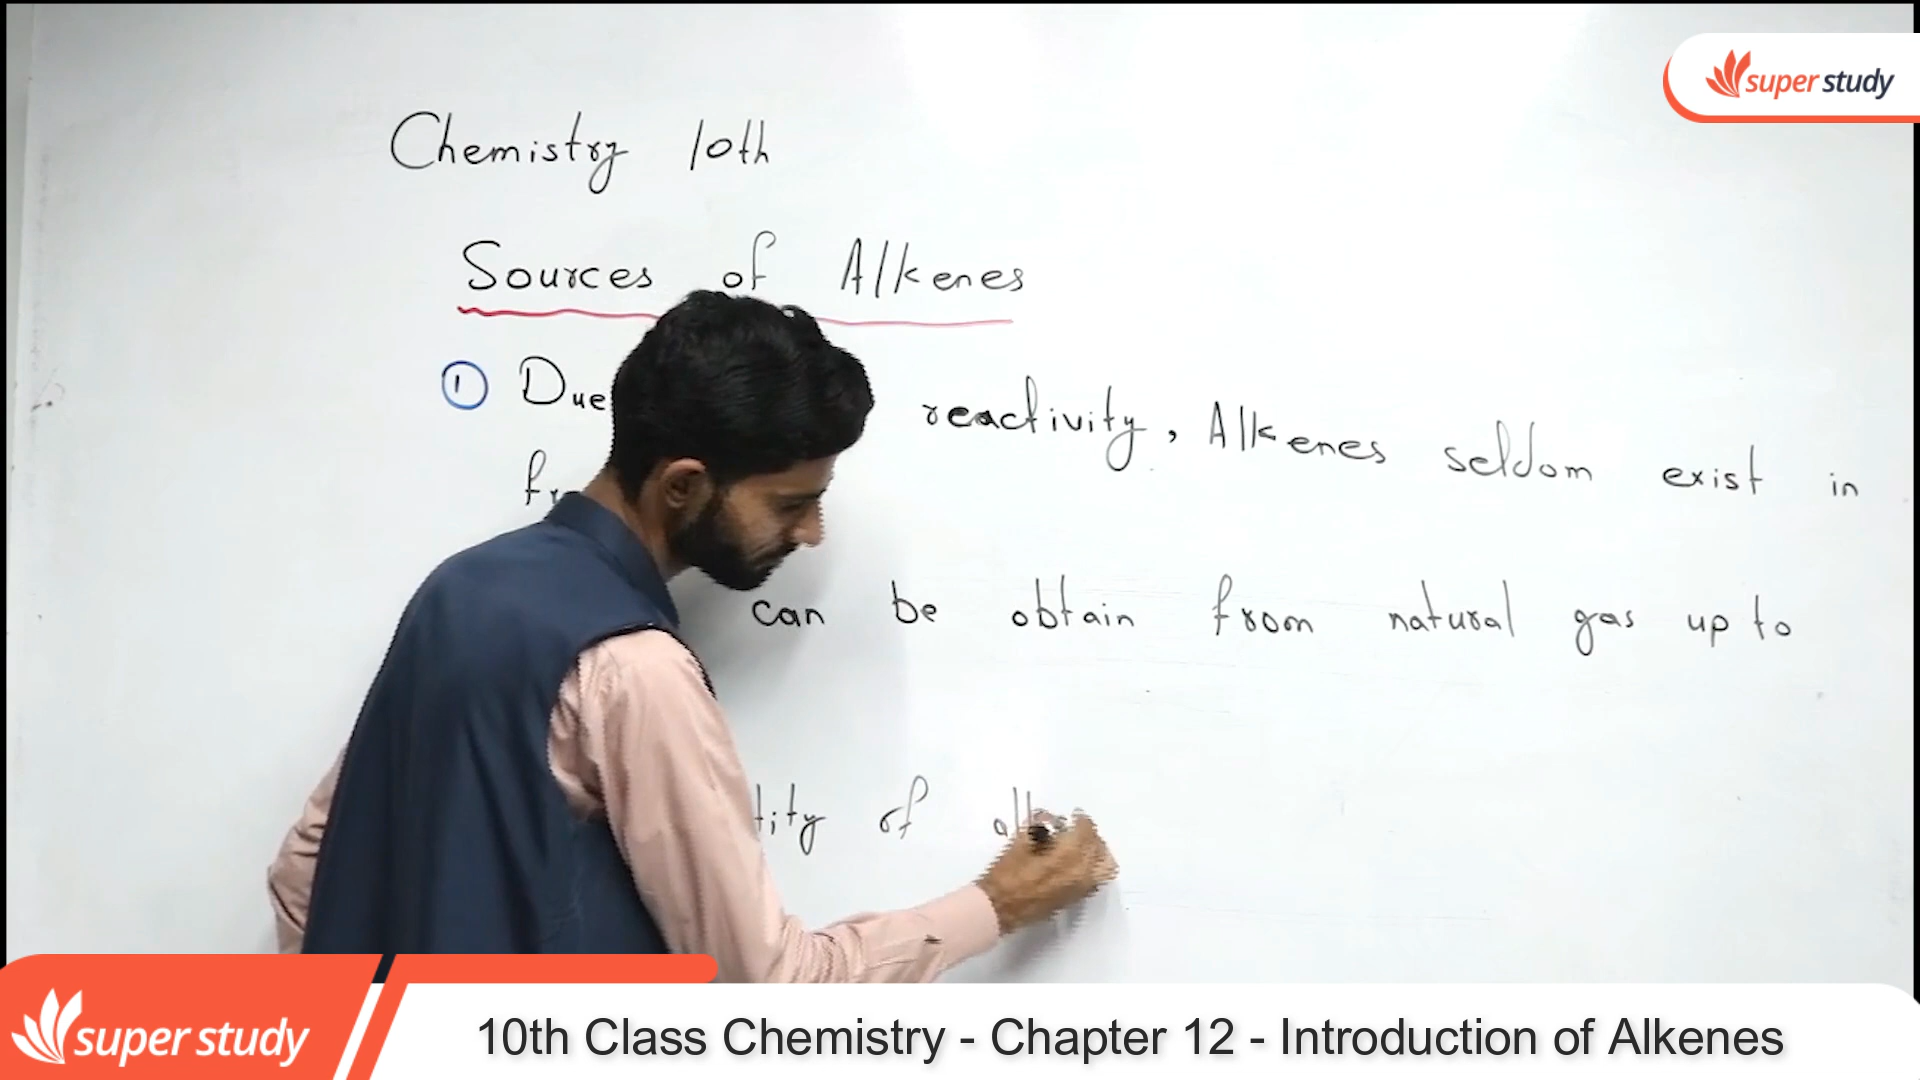 super study
Chemistry 10th
Sources of Alkenes
① Due reactivity, Alkenes seldom exist in
can be obtain from natural gas up to
of
super study
10th Class Chemistry - Chapter 12 - Introduction of Alkenes